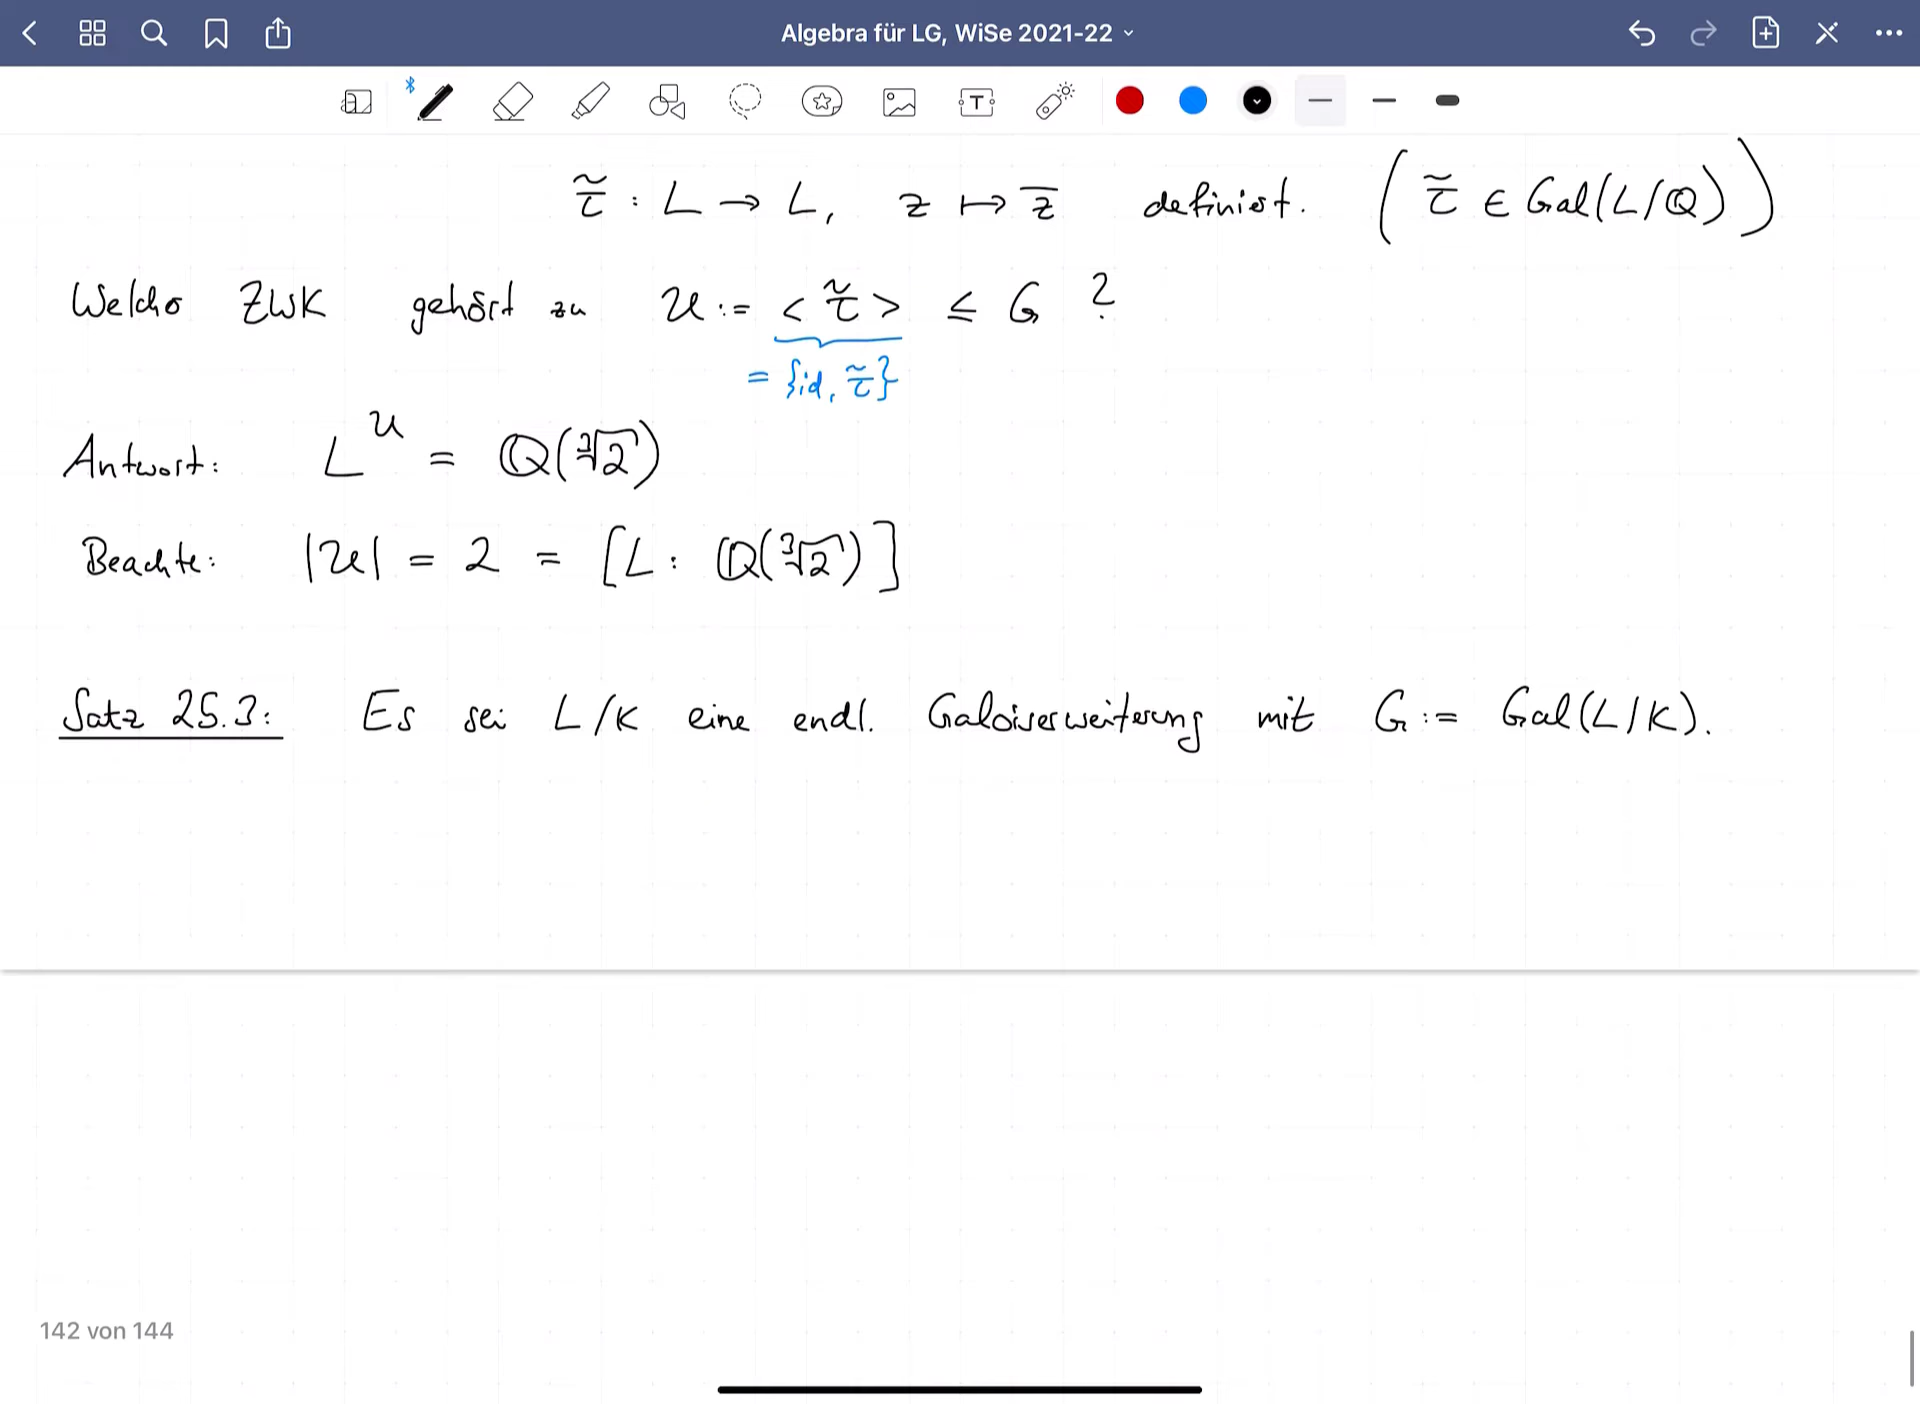 Algebra für LG, WiSe 2021-22
τ̃ : L → L, z ↦ z̅ definiert. (τ̃ ∈ Gal(L/ℚ))
Welche ZWK gehört zu U := <τ̃> ≤ G ?
= {id, τ̃}
Antwort: L^U = ℚ(∛2)
Beachte: |U| = 2 = [L : ℚ(∛2)]
Satz 25.3: Es sei L/K eine endl. Galoiserweiterung mit G := Gal(L/K).
142 von 144